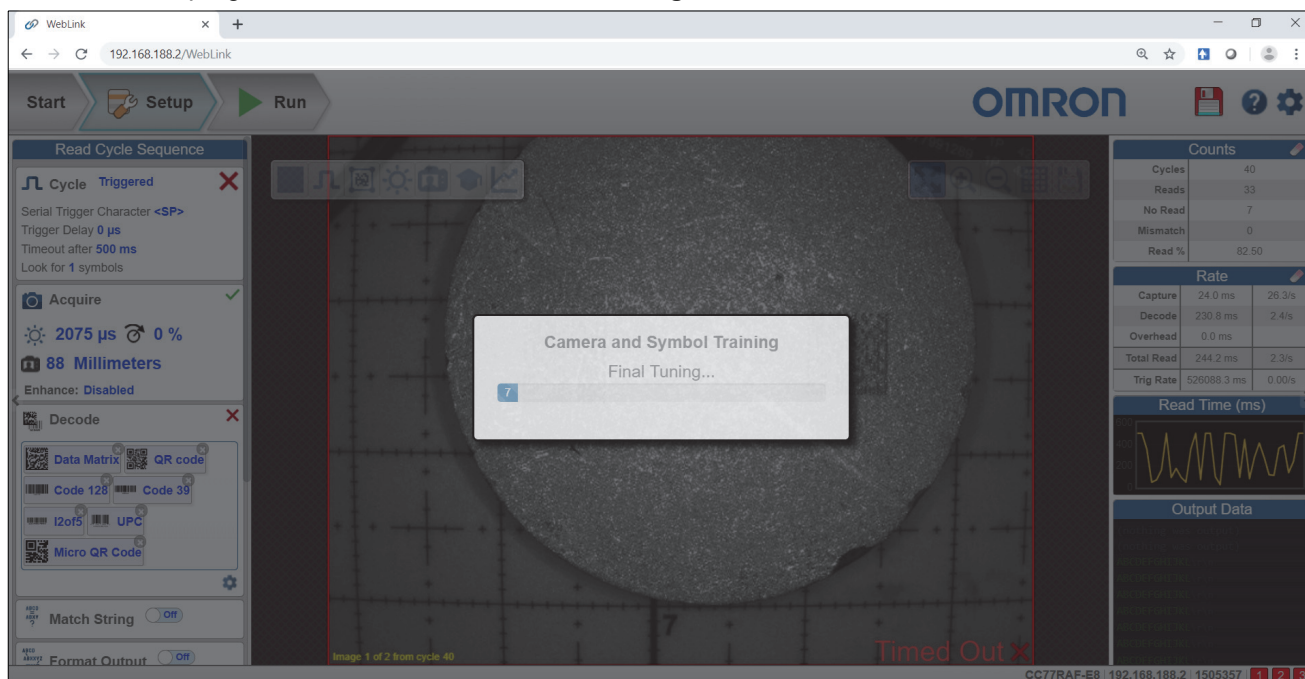 WebLink
192.168.188.2/WebLink
Start
Setup
Run
OMRON
Read Cycle Sequence
Cycle Triggered
Serial Trigger Character <SP>
Trigger Delay 0 µs
Timeout after 500 ms
Look for 1 symbols
Acquire
2075 µs 0 %
88 Millimeters
Enhance: Disabled
Decode
Data Matrix QR code
Code 128 Code 39
I2of5 UPC
Micro QR Code
Match String Off
Format Output Off
Camera and Symbol Training
Final Tuning...
7
7
Image 1 of 2 from cycle 40
Timed Out
Counts
Cycles 40
Reads 33
No Read 7
Mismatch 0
Read % 82.50
Rate
Capture 24.0 ms 26.3/s
Decode 230.8 ms 2.4/s
Overhead 0.0 ms
Total Read 244.2 ms 2.3/s
Trig Rate 526088.3 ms 0.00/s
Read Time (ms)
400
200
0
Output Data
CC77RAF-E8 192.168.188.2 1505357 1 2 3